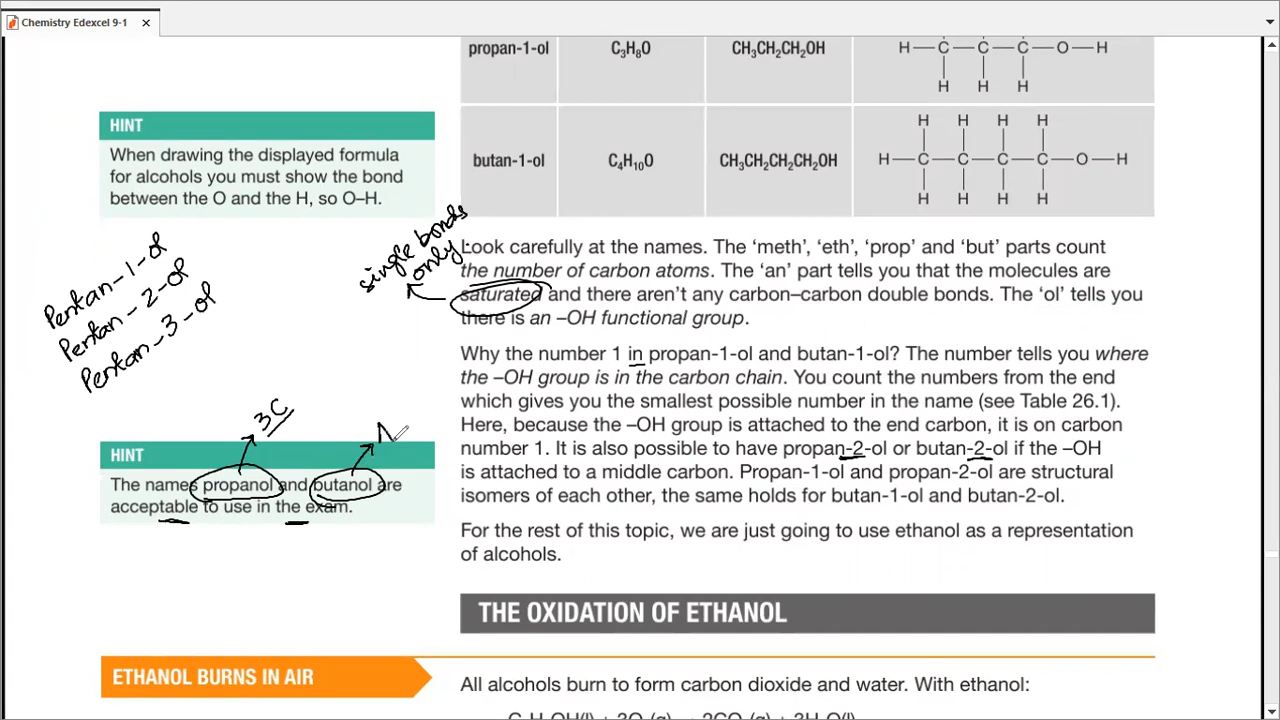 Chemistry Edexcel 9-1
propan-1-ol C₃H₈O CH₃CH₂CH₂OH H—C—C—C—O—H
H H H
HINT
When drawing the displayed formula
for alcohols you must show the bond
between the O and the H, so O–H.
H H H H
butan-1-ol C₄H₁₀O CH₃CH₂CH₂CH₂OH H—C—C—C—C—O—H
H H H H
single bonds
only
Pentan-1-ol
Pentan-2-ol
Pentan-3-ol
Look carefully at the names. The ‘meth’, ‘eth’, ‘prop’ and ‘but’ parts count
the number of carbon atoms. The ‘an’ part tells you that the molecules are
saturated and there aren’t any carbon–carbon double bonds. The ‘ol’ tells you
there is an –OH functional group.
Why the number 1 in propan-1-ol and butan-1-ol? The number tells you where
the –OH group is in the carbon chain. You count the numbers from the end
which gives you the smallest possible number in the name (see Table 26.1).
Here, because the –OH group is attached to the end carbon, it is on carbon
number 1. It is also possible to have propan-2-ol or butan-2-ol if the –OH
is attached to a middle carbon. Propan-1-ol and propan-2-ol are structural
isomers of each other, the same holds for butan-1-ol and butan-2-ol.
3C
HINT
The names propanol and butanol are
acceptable to use in the exam.
For the rest of this topic, we are just going to use ethanol as a representation
of alcohols.
THE OXIDATION OF ETHANOL
ETHANOL BURNS IN AIR
All alcohols burn to form carbon dioxide and water. With ethanol: